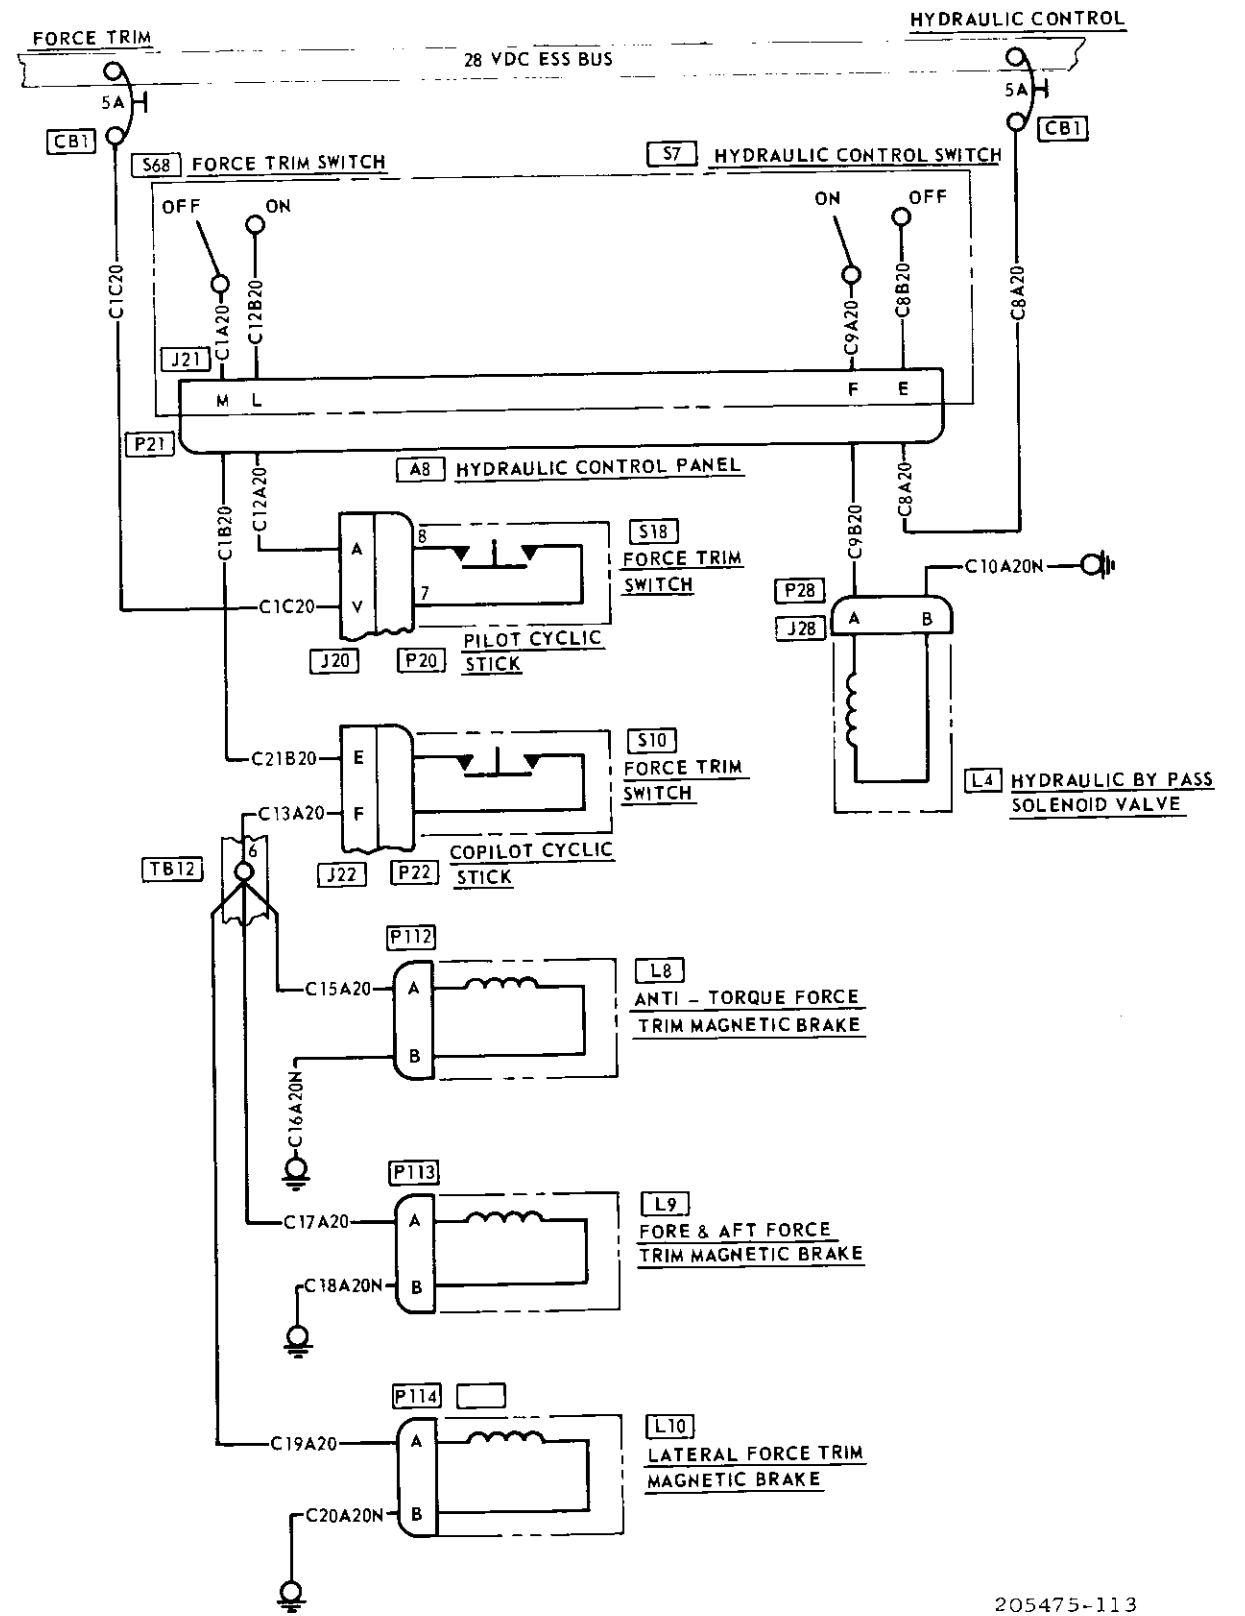 FORCE TRIM
HYDRAULIC CONTROL
28 VDC ESS BUS
5A
5A
CB1
CB1
S68 FORCE TRIM SWITCH
S7 HYDRAULIC CONTROL SWITCH
OFF
ON
ON
OFF
C1C20
C1A20
C12B20
C9A20
C8B20
C8A20
J21
M L
F E
P21
A8 HYDRAULIC CONTROL PANEL
C1B20
C12A20
C9B20
C8A20
A
8
S18
FORCE TRIM
SWITCH
C10A20N
C1C20
V
7
P28
J28
A B
PILOT CYCLIC
STICK
J20
P20
C21B20
E
S10
FORCE TRIM
SWITCH
L4 HYDRAULIC BY PASS
SOLENOID VALVE
C13A20
F
6
TB12
J22
P22
COPILOT CYCLIC
STICK
P112
C15A20
A
L8
ANTI – TORQUE FORCE
TRIM MAGNETIC BRAKE
B
C16A20N
P113
C17A20
A
L9
FORE & AFT FORCE
TRIM MAGNETIC BRAKE
C18A20N
B
P114
C19A20
A
L10
LATERAL FORCE TRIM
MAGNETIC BRAKE
C20A20N
B
205475-113